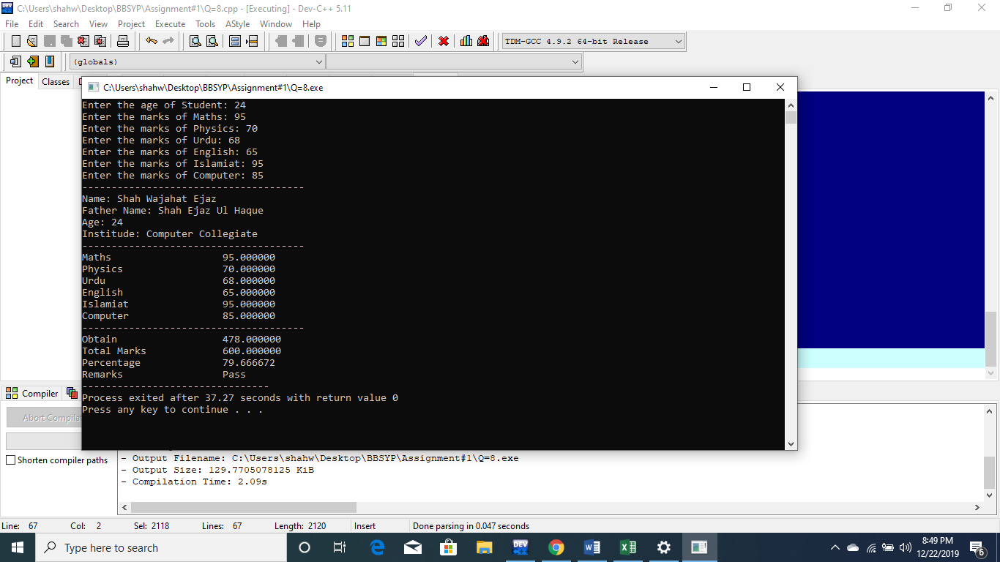 C:\Users\shahw\Desktop\BBSYP\Assignment#1\Q=8.cpp - [Executing] - Dev-C++ 5.11
File Edit Search View Project Execute Tools AStyle Window Help
TDM-GCC 4.9.2 64-bit Release
(globals)
Project Classes
C:\Users\shahw\Desktop\BBSYP\Assignment#1\Q=8.exe
Enter the age of Student: 24
Enter the marks of Maths: 95
Enter the marks of Physics: 70
Enter the marks of Urdu: 68
Enter the marks of English: 65
Enter the marks of Islamiat: 95
Enter the marks of Computer: 85
--------------------------------------
Name: Shah Wajahat Ejaz
Father Name: Shah Ejaz Ul Haque
Age: 24
Institude: Computer Collegiate
--------------------------------------
Maths 95.000000
Physics 70.000000
Urdu 68.000000
English 65.000000
Islamiat 95.000000
Computer 85.000000
--------------------------------------
Obtain 478.000000
Total Marks 600.000000
Percentage 79.666672
Remarks Pass
--------------------------------
Process exited after 37.27 seconds with return value 0
Press any key to continue . . .
Compiler
Abort Compila
Shorten compiler paths
- Output Filename: C:\Users\shahw\Desktop\BBSYP\Assignment#1\Q=8.exe
- Output Size: 129.7705078125 KiB
- Compilation Time: 2.09s
Line: 67 Col: 2 Sel: 2118 Lines: 67 Length: 2120 Insert Done parsing in 0.047 seconds
Type here to search
DEV
8:49 PM
12/22/2019
6